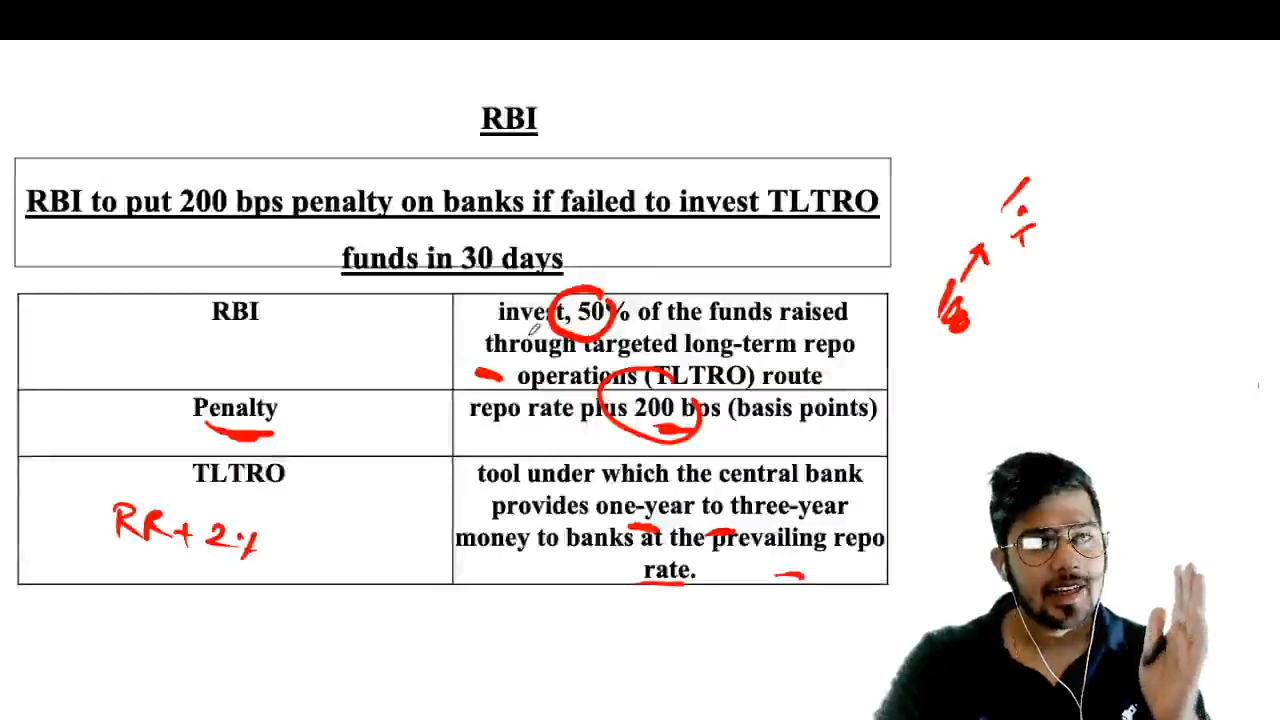 RBI
RBI to put 200 bps penalty on banks if failed to invest TLTRO
funds in 30 days
RBI
invest, 50% of the funds raised
through targeted long-term repo
operations (TLTRO) route
Penalty
repo rate plus 200 bps (basis points)
TLTRO
RR + 2%
tool under which the central bank
provides one-year to three-year
money to banks at the prevailing repo
rate.